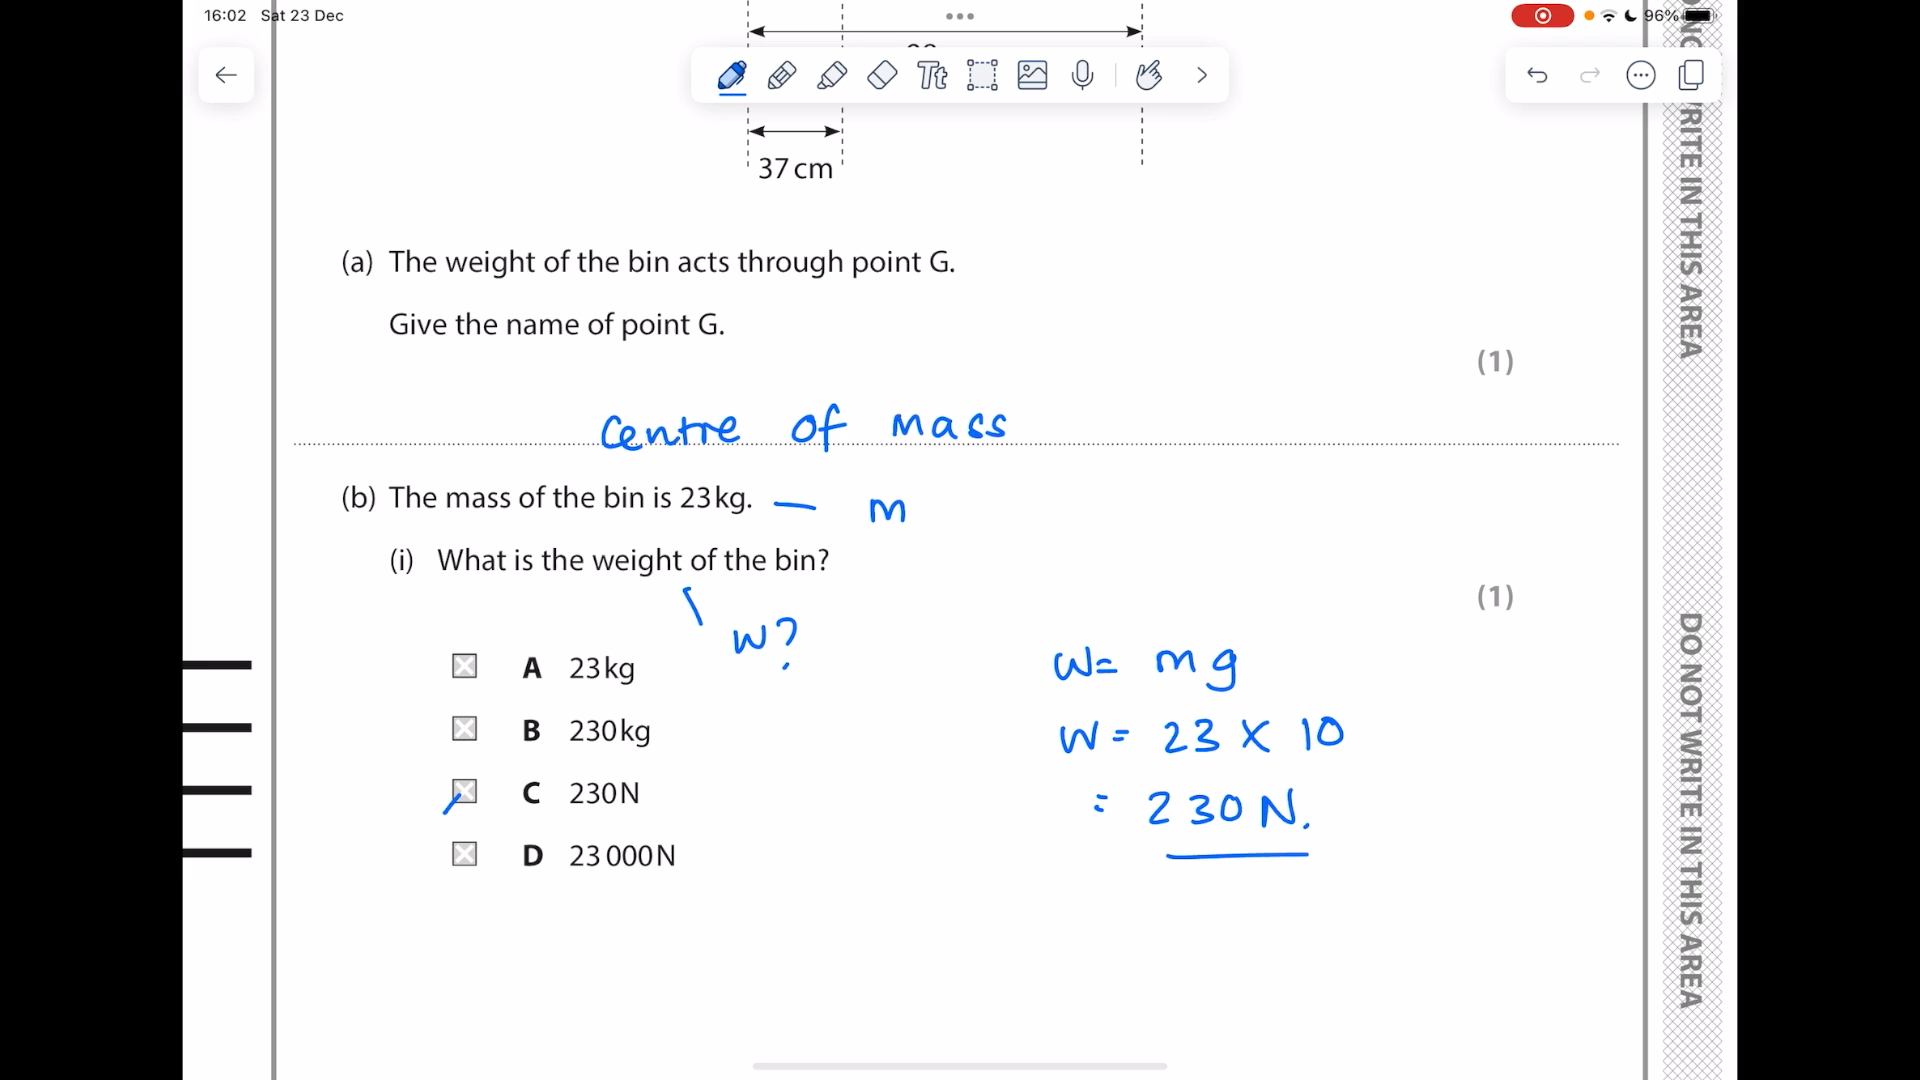 16:02 Sat 23 Dec
96%
Tt
37 cm
(a) The weight of the bin acts through point G.
Give the name of point G.
(1)
Centre of mass
(b) The mass of the bin is 23 kg. — m
(i) What is the weight of the bin?
(1)
w?
A 23 kg
B 230 kg
C 230 N
D 23 000 N
W= mg
W = 23 x 10
= 230 N.
RITE IN THIS AREA
DO NOT WRITE IN THIS AREA